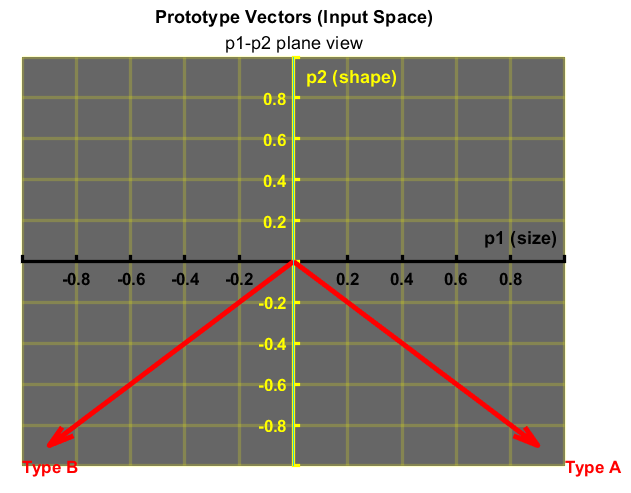 Prototype Vectors (Input Space)
p1-p2 plane view
p2 (shape)
0.8
0.6
0.4
0.2
p1 (size)
-0.8 -0.6 -0.4 -0.2 0.2 0.4 0.6 0.8
-0.2
-0.4
-0.6
-0.8
Type B Type A